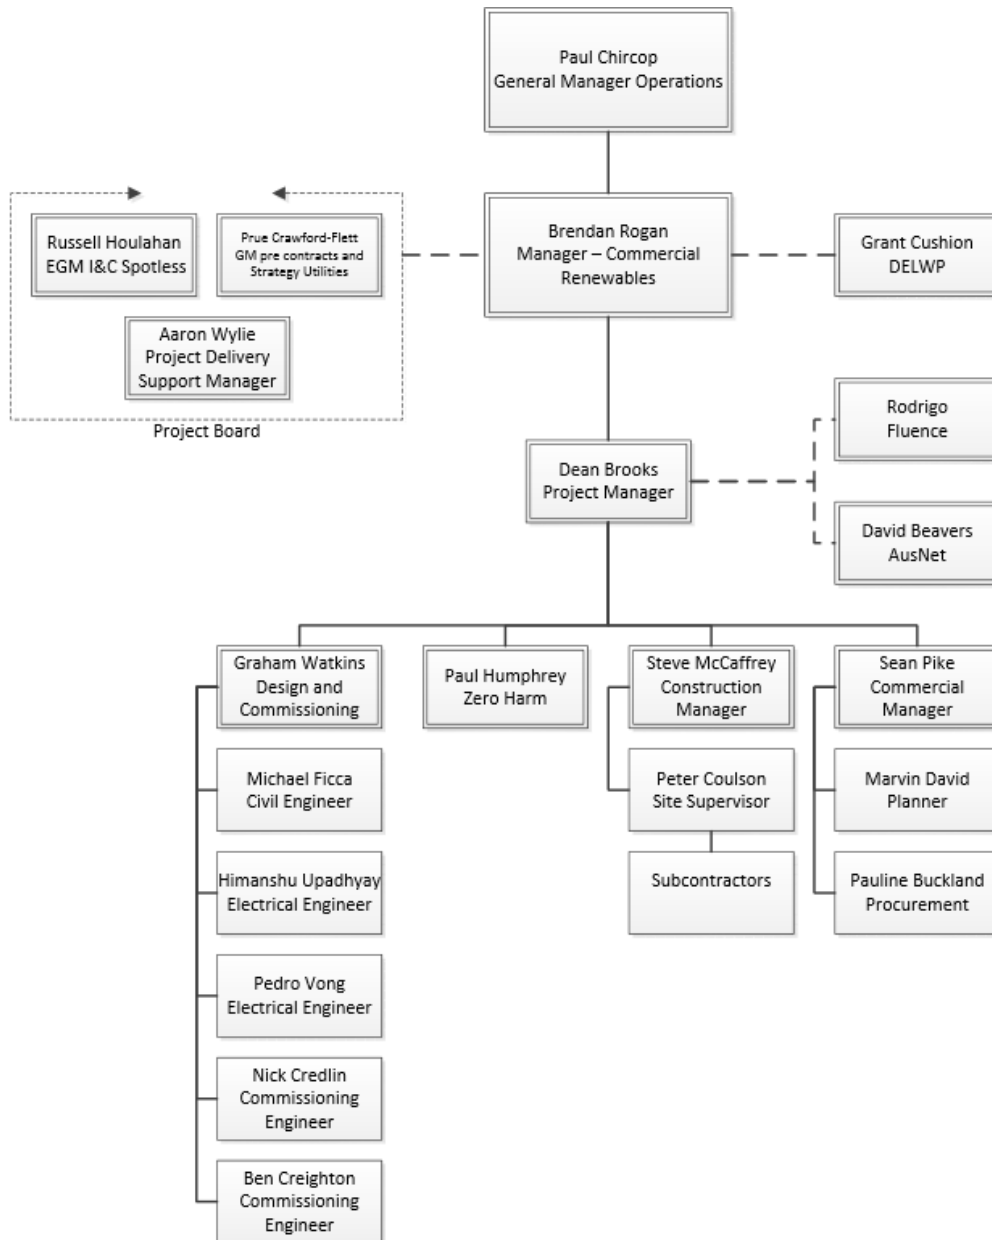 Paul Chircop
General Manager Operations
Russell Houlahan
EGM I&C Spotless
Prue Crawford-Flett
GM pre contracts and
Strategy Utilities
Brendan Rogan
Manager – Commercial
Renewables
Grant Cushion
DELWP
Aaron Wylie
Project Delivery
Support Manager
Project Board
Rodrigo
Fluence
Dean Brooks
Project Manager
David Beavers
AusNet
Graham Watkins
Design and
Commissioning
Paul Humphrey
Zero Harm
Steve McCaffrey
Construction
Manager
Sean Pike
Commercial
Manager
Michael Ficca
Civil Engineer
Peter Coulson
Site Supervisor
Marvin David
Planner
Himanshu Upadhyay
Electrical Engineer
Subcontractors
Pauline Buckland
Procurement
Pedro Vong
Electrical Engineer
Nick Credlin
Commissioning
Engineer
Ben Creighton
Commissioning
Engineer